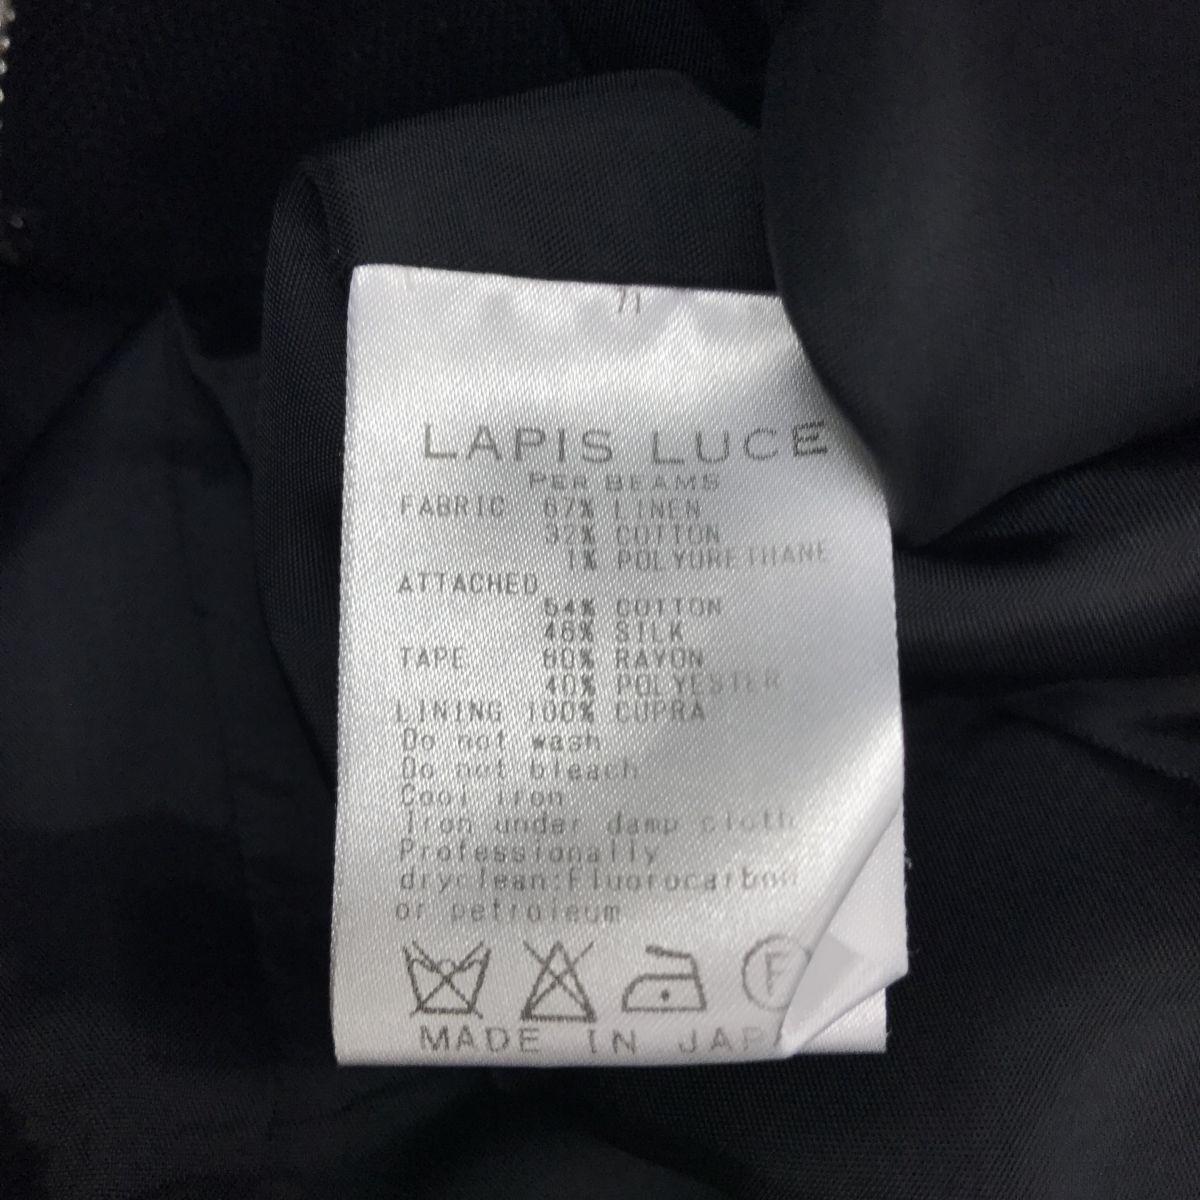 LAPIS LUCE
PER BEAMS
FABRIC 67% LINEN
32% COTTON
1% POLYURETHANE
ATTACHED
54% COTTON
46% SILK
TAPE 60% RAYON
40% POLYESTER
LINING 100% CUPRA
Do not wash
Do not bleach
Cool iron
Iron under damp cloth
Professionally
dryclean:Fluorocarbon
or petroleum
F
MADE IN JAP